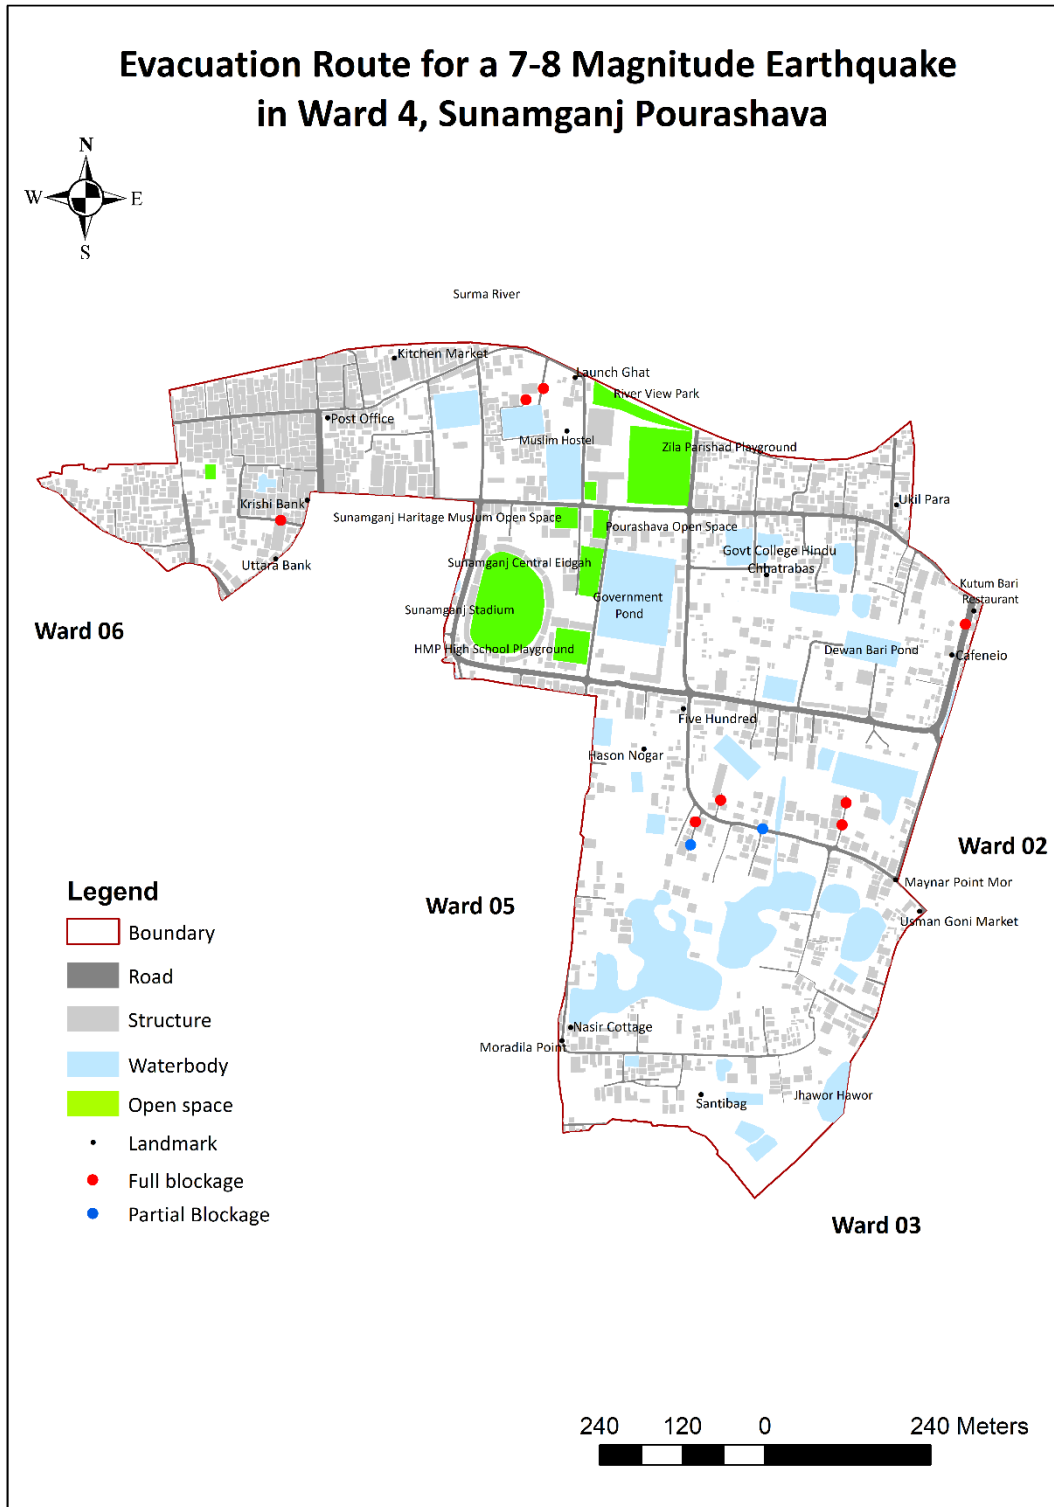 Evacuation Route for a 7-8 Magnitude Earthquake
in Ward 4, Sunamganj Pourashava
N
W
E
S
Surma River
Kitchen Market
Launch Ghat
River View Park
Post Office
Muslim Hostel
Zila Parishad Playground
Krishi Bank
Ukil Para
Sunamganj Haritage Musium Open Space
Pourashava Open Space
Uttara Bank
Sunamganj Central Eidgah
Govt College Hindu
Chhatrabas
Kutum Bari
Restaurant
Government
Pond
Sunamganj Stadium
Ward 06
HMP High School Playground
Dewan Bari Pond
Cafeneio
Five Hundred
Hason Nogar
Ward 02
Maynar Point Mor
Legend
Ward 05
Usman Goni Market
Boundary
Road
Structure
Nasir Cottage
Moradila Point
Waterbody
Jhawor Hawor
Santibag
Open space
Landmark
Full blockage
Partial Blockage
Ward 03
240 120 0 240 Meters